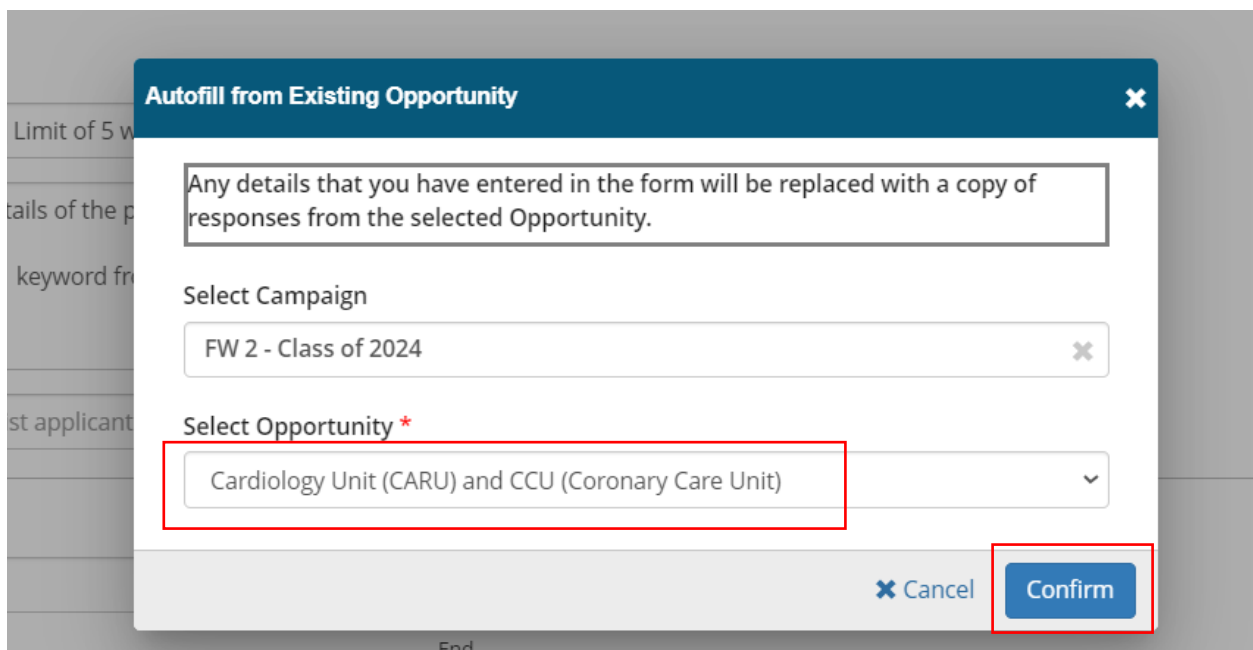 Autofill from Existing Opportunity
Limit of 5 w
Any details that you have entered in the form will be replaced with a copy of
tails of the p
responses from the selected Opportunity.
keyword fr
Select Campaign
FW 2 - Class of 2024
st applicant
Select Opportunity *
Cardiology Unit (CARU) and CCU (Coronary Care Unit)
Cancel
Confirm
End